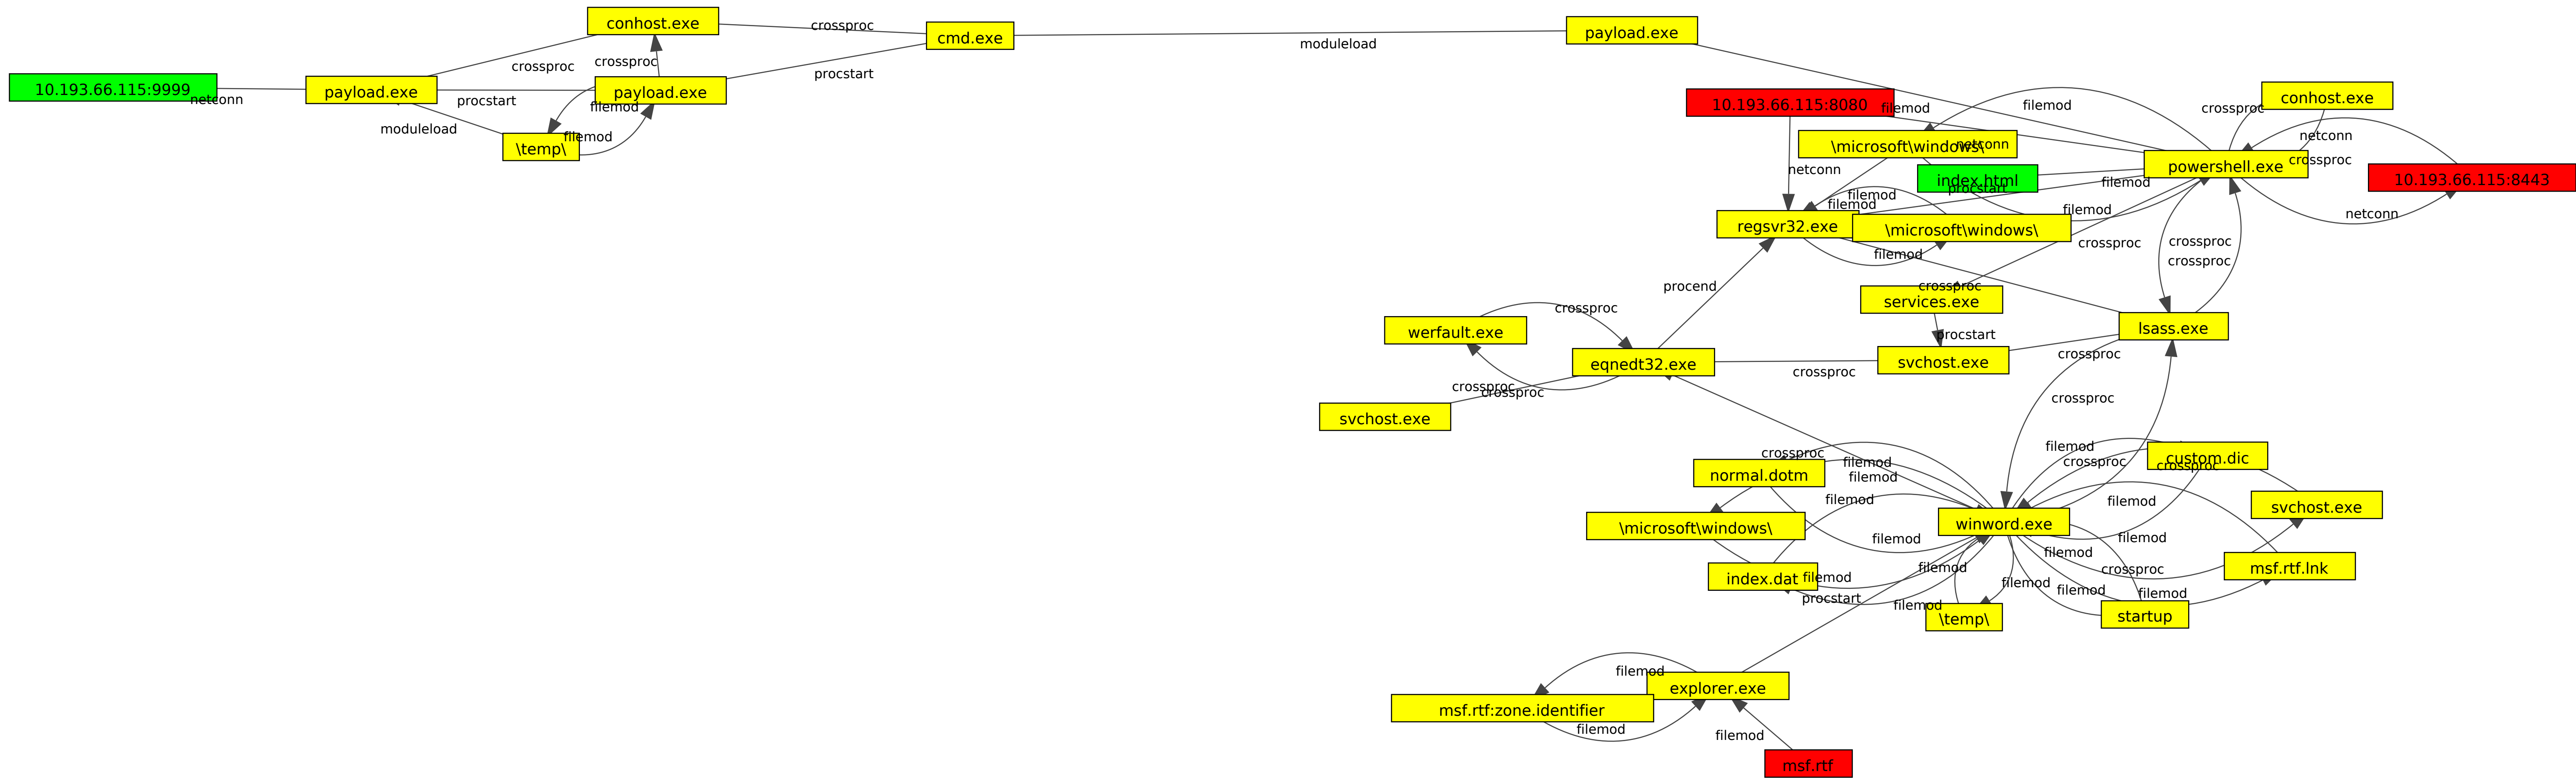 conhost.exe
crossproc
cmd.exe
payload.exe
moduleload
crossproc
crossproc
procstart
10.193.66.115:9999
netconn
payload.exe
procstart
payload.exe
filemod
moduleload
filemod
\temp\
conhost.exe
10.193.66.115:8080
filemod
filemod
crossproc
netconn
\microsoft\windows\
netconn
powershell.exe
crossproc
10.193.66.115:8443
netconn
index.html
procstart
filemod
filemod
filemod
filemod
netconn
regsvr32.exe
\microsoft\windows\
crossproc
crossproc
filemod
crossproc
procend
crossproc
services.exe
crossproc
werfault.exe
procstart
lsass.exe
eqnedt32.exe
crossproc
svchost.exe
crossproc
crossproc
crossproc
svchost.exe
crossproc
crossproc
filemod
filemod
filemod
crossproc
crossproc
custom.dic
normal.dotm
filemod
filemod
svchost.exe
\microsoft\windows\
winword.exe
filemod
filemod
filemod
filemod
crossproc
msf.rtf.lnk
index.dat
filemod
procstart
filemod
filemod
filemod
filemod
\temp\
startup
filemod
explorer.exe
msf.rtf:zone.identifier
filemod
filemod
msf.rtf